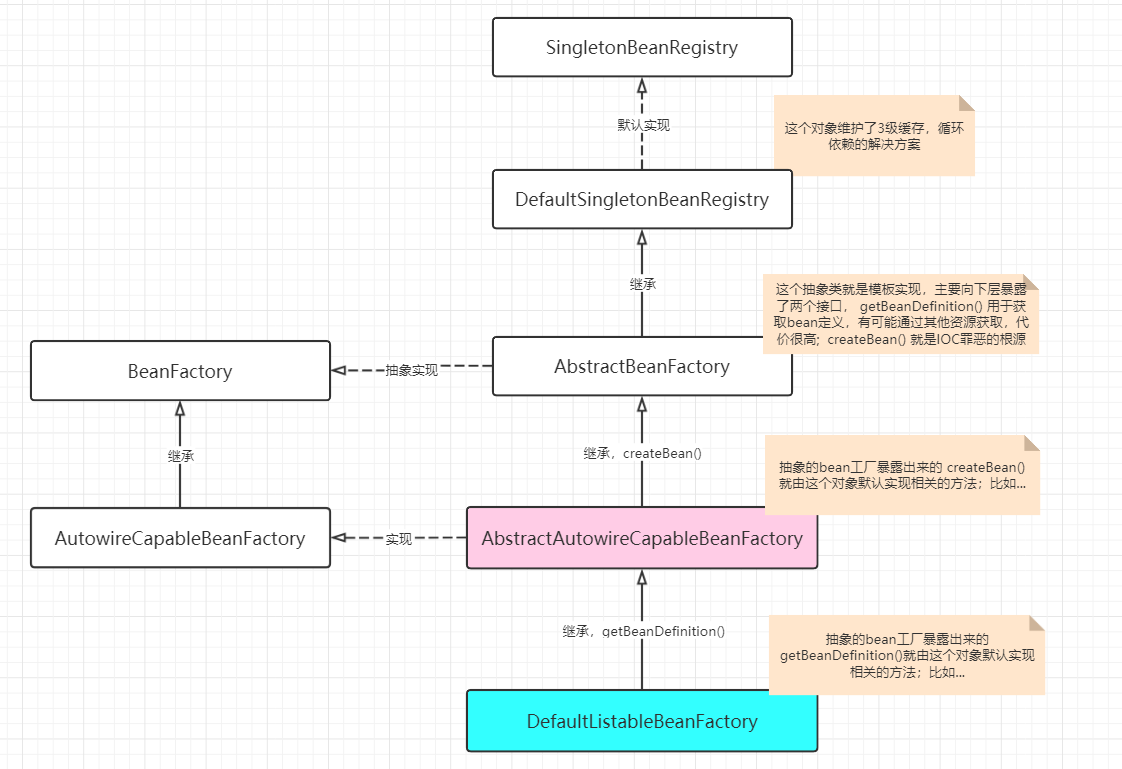 SingletonBeanRegistry
默认实现
这个对象维护了3级缓存，循环
依赖的解决方案
DefaultSingletonBeanRegistry
继承
这个抽象类就是模板实现，主要向下层暴露
了两个接口， getBeanDefinition() 用于获
取bean定义，有可能通过其他资源获取，代
价很高；createBean() 就是IOC罪恶的根源
BeanFactory
抽象实现
AbstractBeanFactory
继承
继承，createBean()
抽象的bean工厂暴露出来的 createBean()
就由这个对象默认实现相关的方法；比如...
AutowireCapableBeanFactory
实现
AbstractAutowireCapableBeanFactory
继承，getBeanDefinition()
抽象的bean工厂暴露出来的
getBeanDefinition()就由这个对象默认实现
相关的方法；比如...
DefaultListableBeanFactory